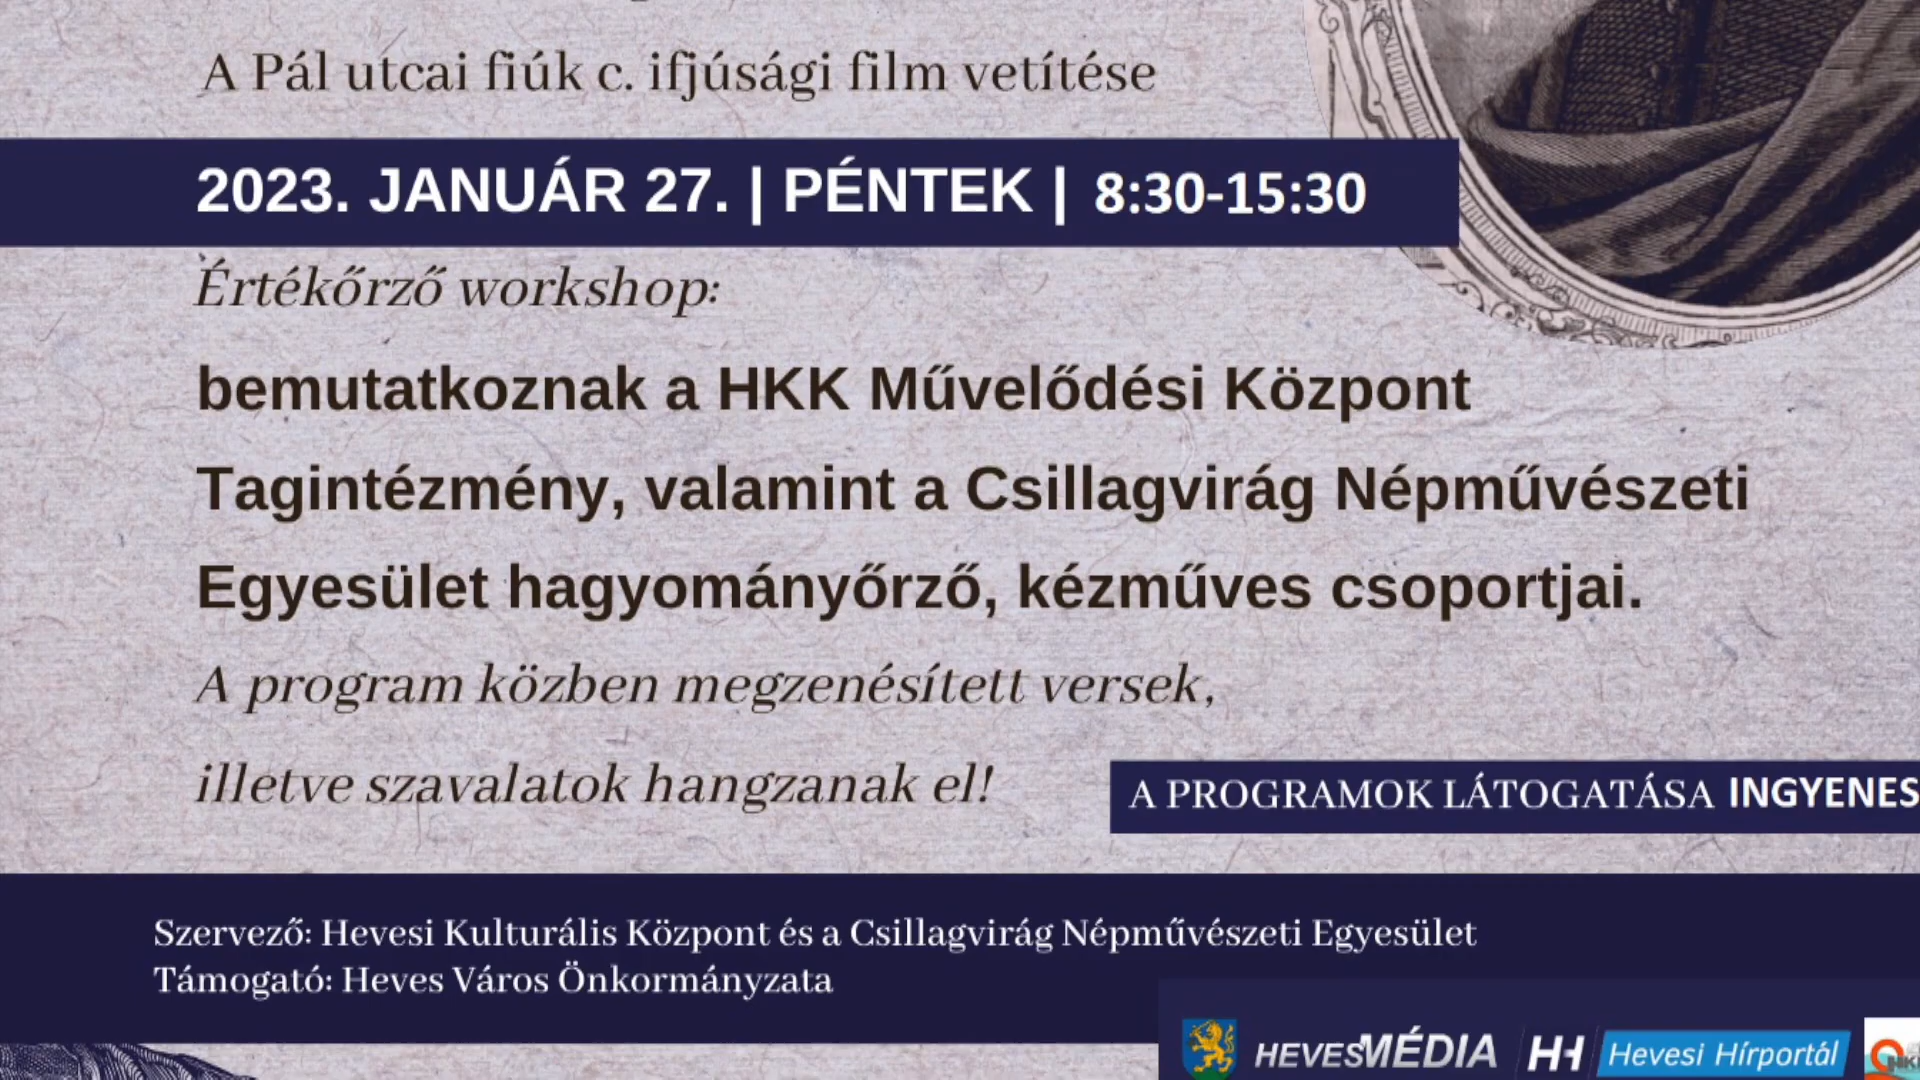 A Pál utcai fiúk c. ifjúsági film vetítése
2023. JANUÁR 27. | PÉNTEK | 8:30-15:30
Értékőrző workshop:
bemutatkoznak a HKK Művelődési Központ
Tagintézmény, valamint a Csillagvirág Népművészeti
Egyesület hagyományőrző, kézműves csoportjai.
A program közben megzenésített versek,
illetve szavalatok hangzanak el!
A PROGRAMOK LÁTOGATÁSA INGYENES
Szervező: Hevesi Kulturális Központ és a Csillagvirág Népművészeti Egyesület
Támogató: Heves Város Önkormányzata
HEVESMÉDIA HH Hevesi Hírportál